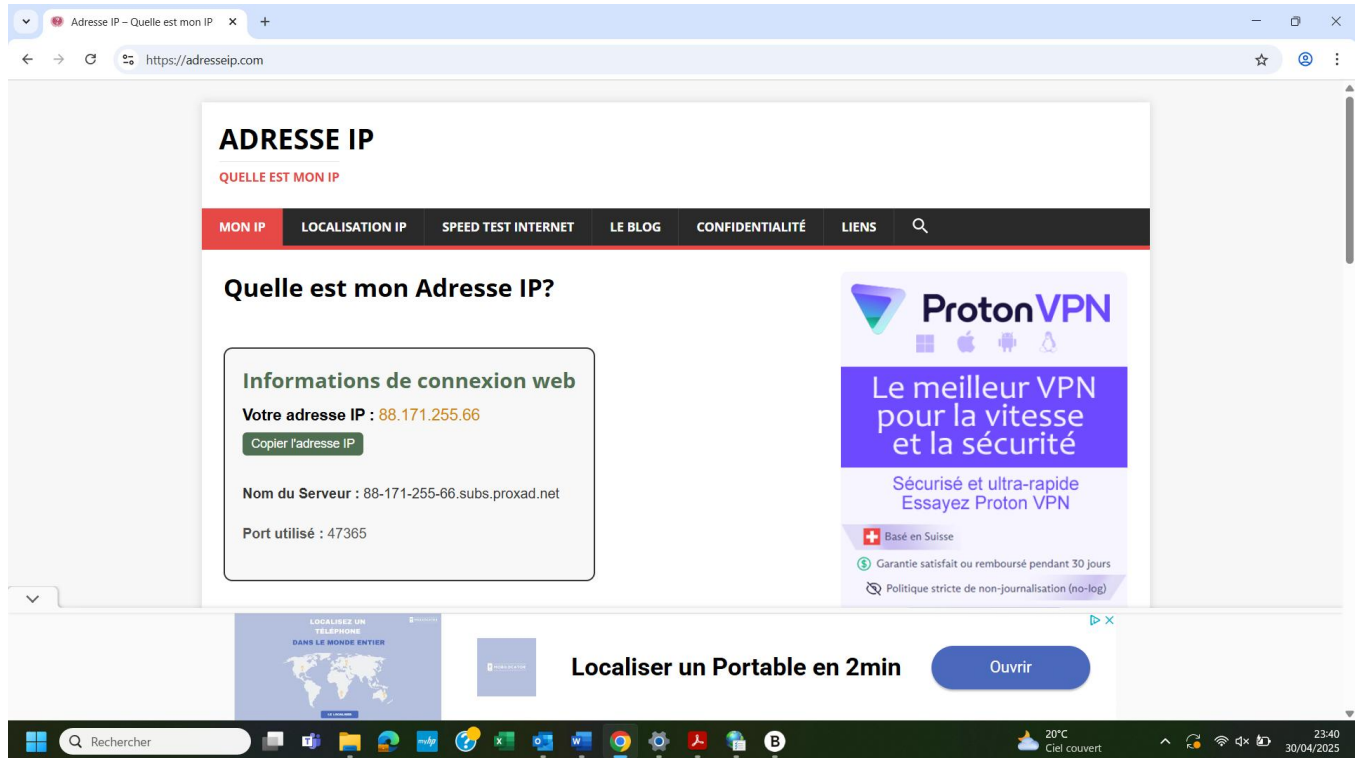 Adresse IP – Quelle est mon IP
https://adresseip.com
ADRESSE IP
QUELLE EST MON IP
MON IP LOCALISATION IP SPEED TEST INTERNET LE BLOG CONFIDENTIALITÉ LIENS
Quelle est mon Adresse IP?
Informations de connexion web
Votre adresse IP : 88.171.255.66
Copier l'adresse IP
Nom du Serveur : 88-171-255-66.subs.proxad.net
Port utilisé : 47365
ProtonVPN
Le meilleur VPN
pour la vitesse
et la sécurité
Sécurisé et ultra-rapide
Essayez Proton VPN
Basé en Suisse
Garantie satisfait ou remboursé pendant 30 jours
Politique stricte de non-journalisation (no-log)
LOCALISEZ UN
TELEPHONE
DANS LE MONDE ENTIER
Localiser un Portable en 2min
Ouvrir
Rechercher
myhp
20°C
Ciel couvert
23:40
30/04/2025